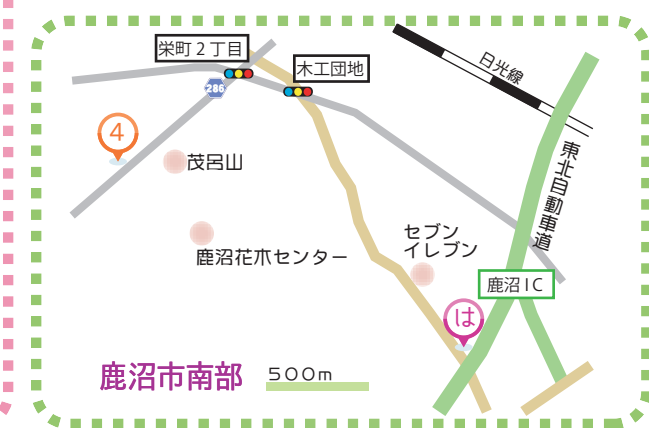 栄町2丁目
木工団地
日光線
286
4
茂呂山
東北自動車道
鹿沼花木センター
セブン
イレブン
鹿沼IC
は
鹿沼市南部
500m